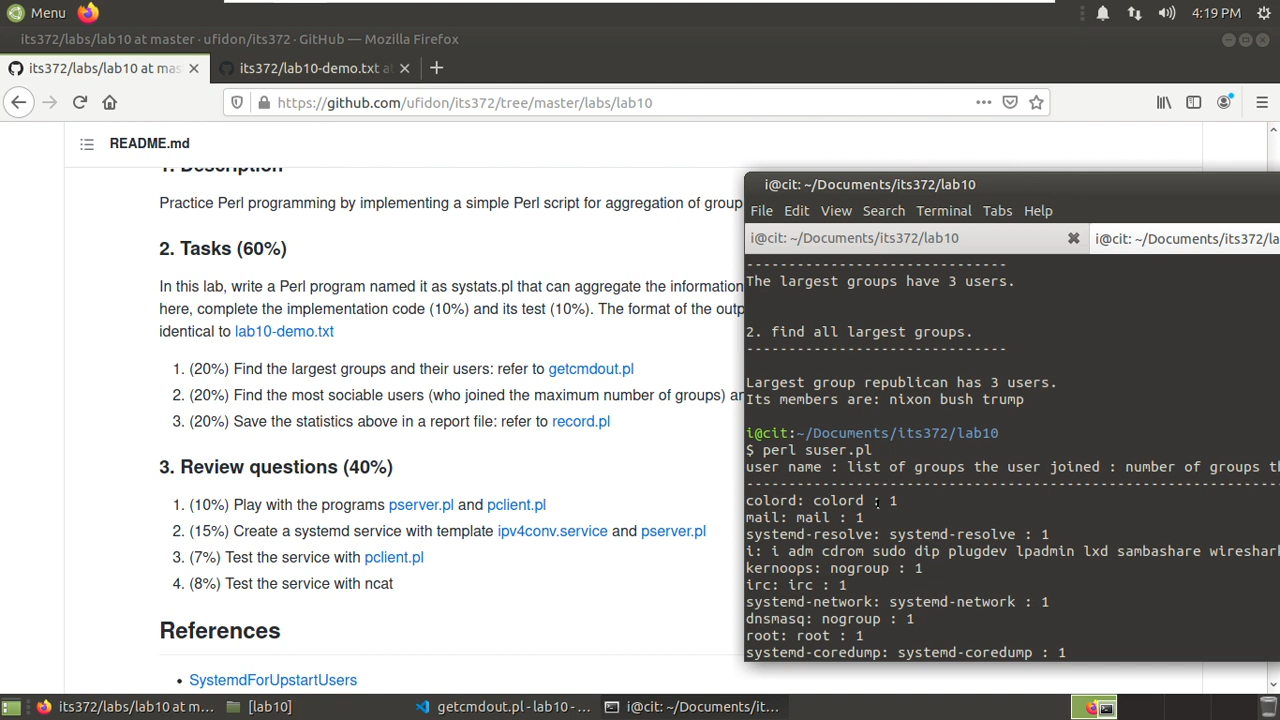 Menu
4:19 PM
its372/labs/lab10 at master · ufidon/its372 · GitHub — Mozilla Firefox
its372/labs/lab10 at mas
its372/lab10-demo.txt at
https://github.com/ufidon/its372/tree/master/labs/lab10
README.md
1. Description
Practice Perl programming by implementing a simple Perl script for aggregation of group
2. Tasks (60%)
In this lab, write a Perl program named it as systats.pl that can aggregate the information
here, complete the implementation code (10%) and its test (10%). The format of the outp
identical to lab10-demo.txt
1. (20%) Find the largest groups and their users: refer to getcmdout.pl
2. (20%) Find the most sociable users (who joined the maximum number of groups) an
3. (20%) Save the statistics above in a report file: refer to record.pl
3. Review questions (40%)
1. (10%) Play with the programs pserver.pl and pclient.pl
2. (15%) Create a systemd service with template ipv4conv.service and pserver.pl
3. (7%) Test the service with pclient.pl
4. (8%) Test the service with ncat
References
• SystemdForUpstartUsers
i@cit: ~/Documents/its372/lab10
File Edit View Search Terminal Tabs Help
i@cit: ~/Documents/its372/lab10
i@cit: ~/Documents/its372/la
-------------------------------
The largest groups have 3 users.
2. find all largest groups.
-------------------------------
Largest group republican has 3 users.
Its members are: nixon bush trump
i@cit:~/Documents/its372/lab10
$ perl suser.pl
user name : list of groups the user joined : number of groups th
----------------------------------------------------------------
colord: colord : 1
mail: mail : 1
systemd-resolve: systemd-resolve : 1
i: i adm cdrom sudo dip plugdev lpadmin lxd sambashare wireshark
kernoops: nogroup : 1
irc: irc : 1
systemd-network: systemd-network : 1
dnsmasq: nogroup : 1
root: root : 1
systemd-coredump: systemd-coredump : 1
its372/labs/lab10 at m...
[lab10]
getcmdout.pl - lab10 - ...
i@cit: ~/Documents/it...